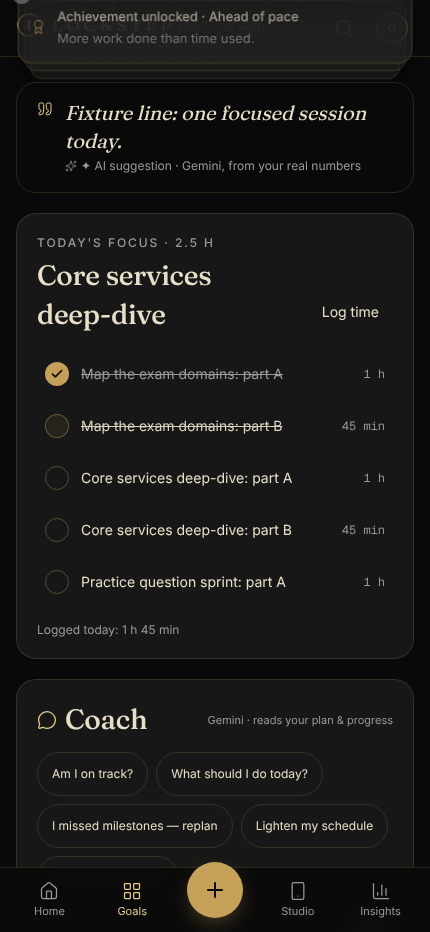 Achievement unlocked · Ahead of pace
More work done than time used.
G
Fixture line: one focused session
today.
✦ AI suggestion · Gemini, from your real numbers
TODAY'S FOCUS · 2.5 H
Core services
deep-dive
Log time
Map the exam domains: part A
1 h
Map the exam domains: part B
45 min
Core services deep-dive: part A
1 h
Core services deep-dive: part B
45 min
Practice question sprint: part A
1 h
Logged today: 1 h 45 min
Coach
Gemini · reads your plan & progress
Am I on track?
What should I do today?
I missed milestones — replan
Lighten my schedule
Home
Goals
Studio
Insights